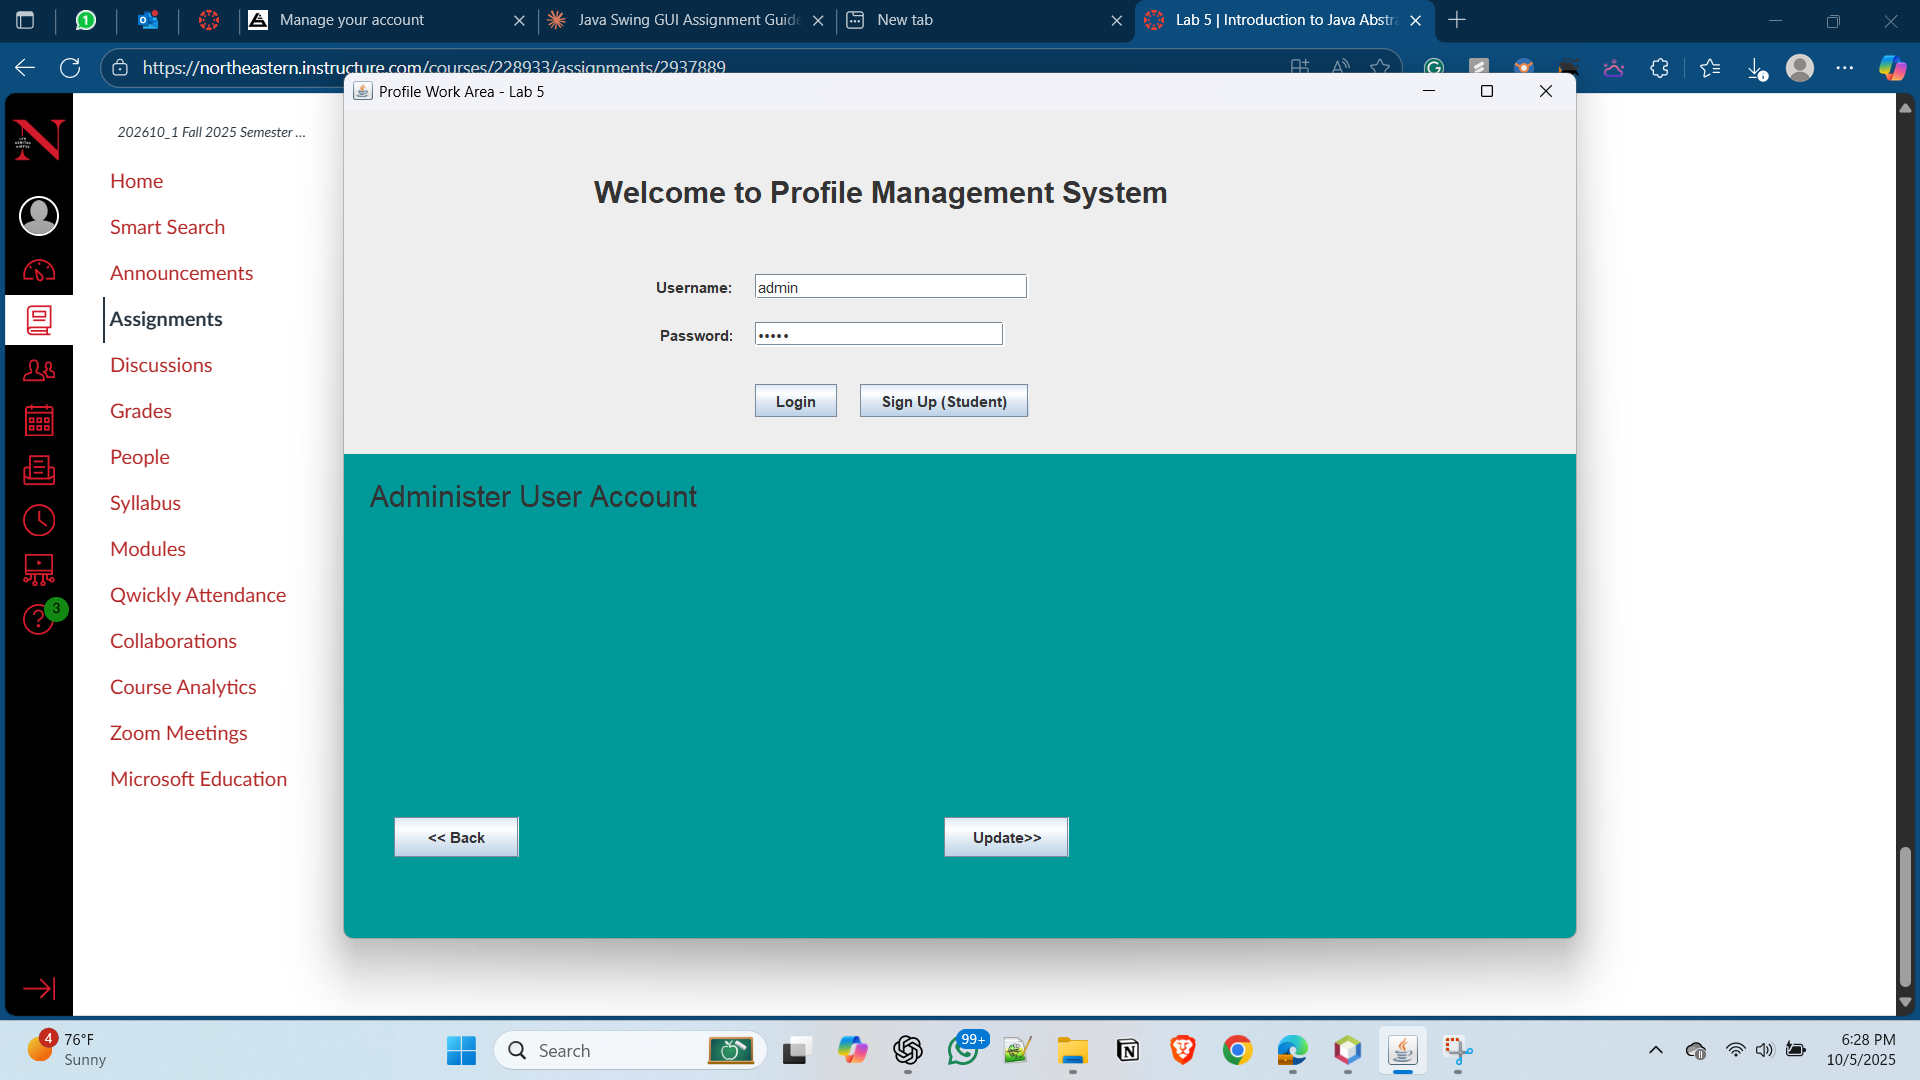 1
Manage your account
Java Swing GUI Assignment Guide
New tab
Lab 5 | Introduction to Java Abstra
https://northeastern.instructure.com/courses/228933/assignments/2937889
Profile Work Area - Lab 5
202610_1 Fall 2025 Semester ...
Home
Smart Search
Announcements
Assignments
Discussions
Grades
People
Syllabus
Modules
Qwickly Attendance
Collaborations
Course Analytics
Zoom Meetings
Microsoft Education
3
Welcome to Profile Management System
Username:
admin
Password:
•••••
Login
Sign Up (Student)
Administer User Account
<< Back
Update>>
4
76°F
Sunny
Search
99+
6:28 PM
10/5/2025